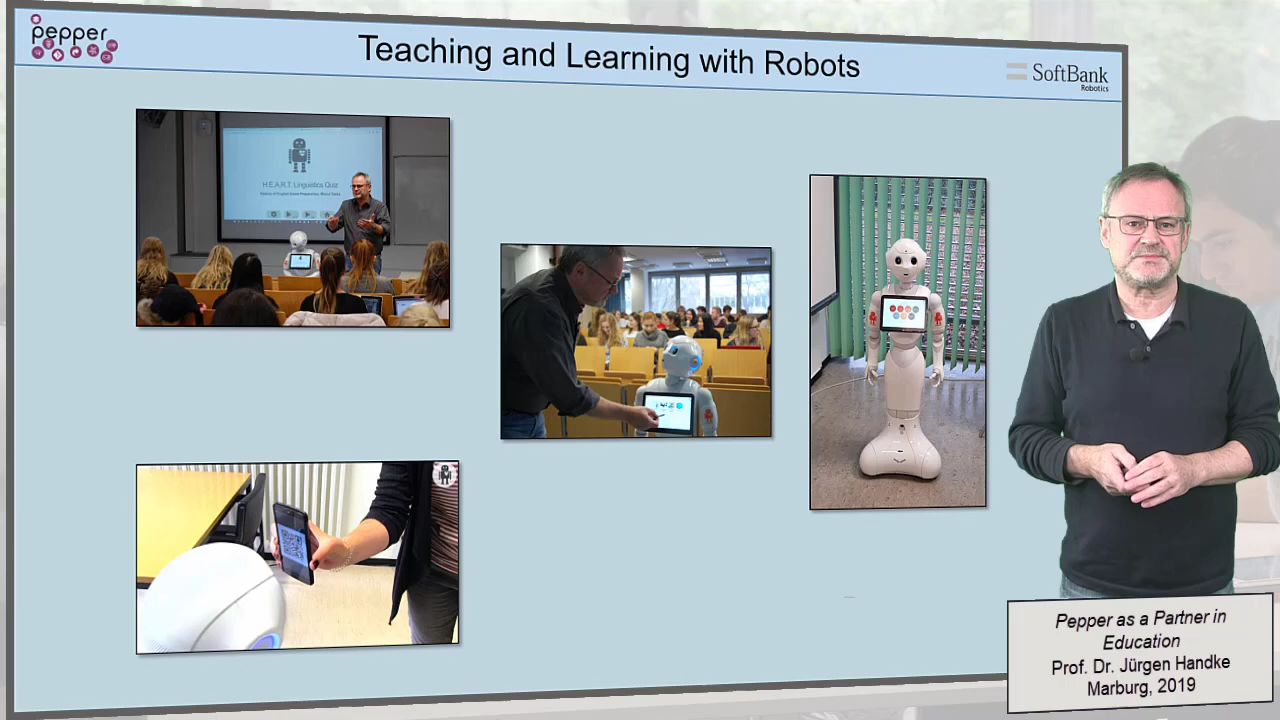 pepper
Teaching and Learning with Robots
SoftBank
Robotics
H.E.A.R.T. Linguistics Quiz
Pepper as a Partner in
Education
Prof. Dr. Jürgen Handke
Marburg, 2019